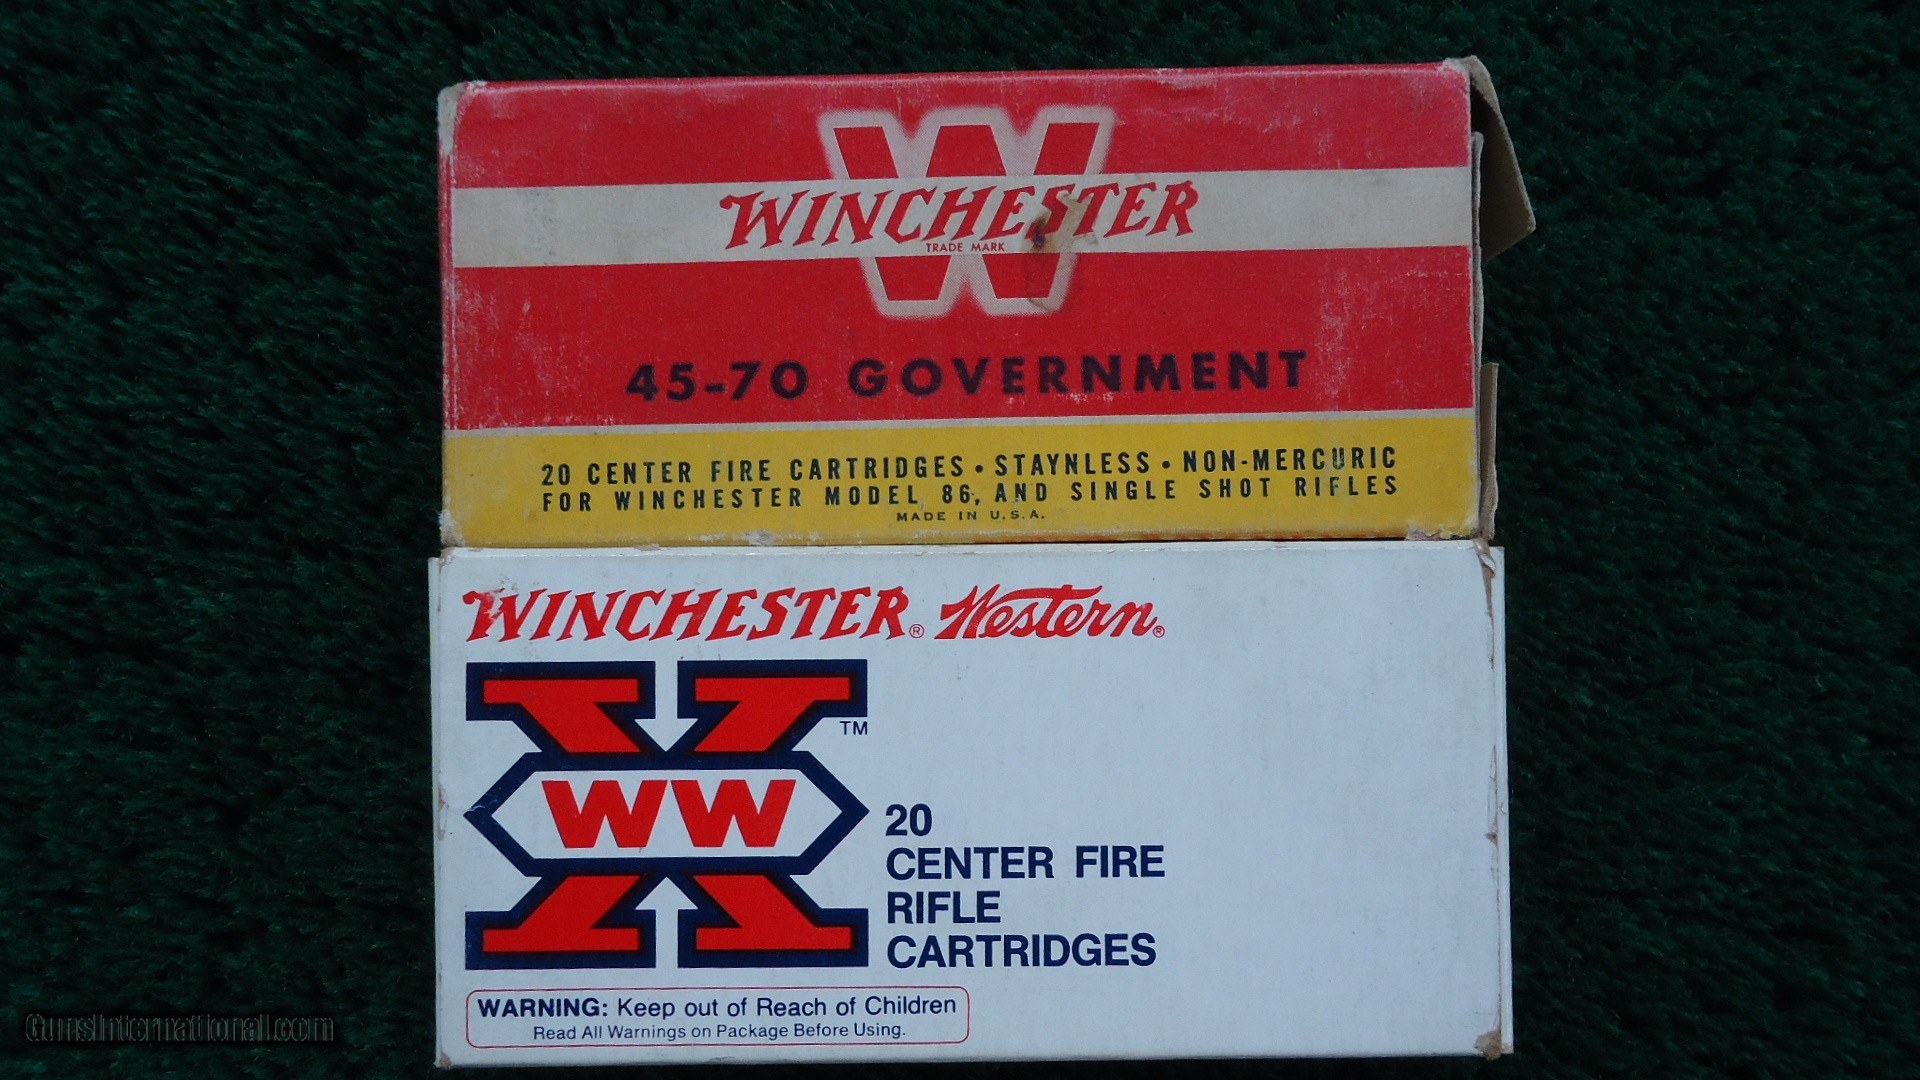 W
WINCHESTER
TRADE MARK
45-70 GOVERNMENT
20 CENTER FIRE CARTRIDGES • STAYNLESS • NON-MERCURIC
FOR WINCHESTER MODEL 86, AND SINGLE SHOT RIFLES
MADE IN U.S.A.
WINCHESTER® Western®
X
TM
WW
20
CENTER FIRE
RIFLE
CARTRIDGES
WARNING: Keep out of Reach of Children
Read All Warnings on Package Before Using.
GunsInternational.com